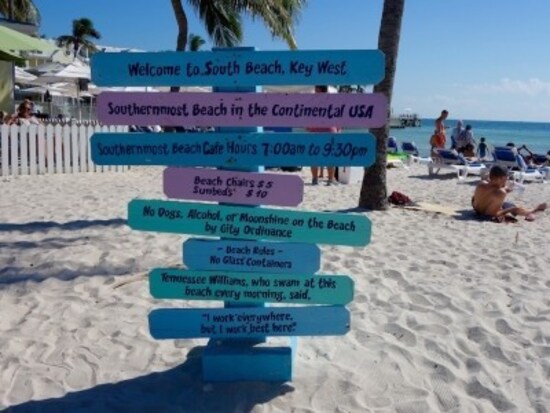 Welcome to South Beach, Key West
Southernmost Beach in the Continental USA
Southernmost Beach Cafe Hours 7:00am to 9:30pm
Beach Chairs $5
Sunbeds' $10
No Dogs, Alcohol, or Moonshine on the Beach
by City Ordinance
- Beach Rules -
No Glass Containers
Tennessee Williams, who swam at this
beach every morning, said,
"I work everywhere,
but I work best here"